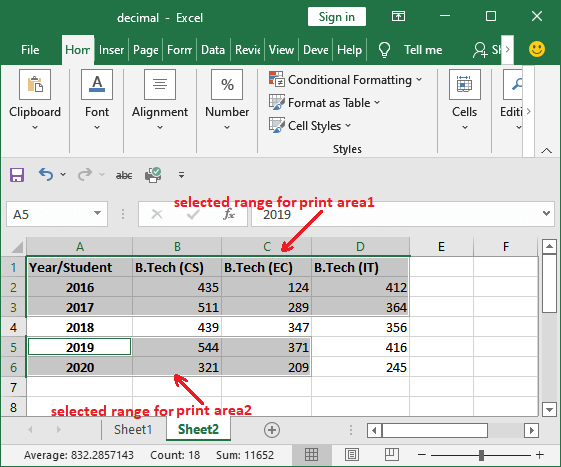 decimal - Excel
Sign in
File Hom Inser Page Forr Data Revi View Deve Help Tell me Sh
Clipboard
Font
Alignment
Number
Conditional Formatting
Format as Table
Cell Styles
Styles
Cells
Editi
abc
selected range for print area1
A5 fx 2019
A B C D E F
1 Year/Student B.Tech (CS) B.Tech (EC) B.Tech (IT)
2 2016 435 124 412
3 2017 511 289 364
4 2018 439 347 356
5 2019 544 371 416
6 2020 321 209 245
7
8
selected range for print area2
Sheet1 Sheet2
Average: 832.2857143 Count: 18 Sum: 11652